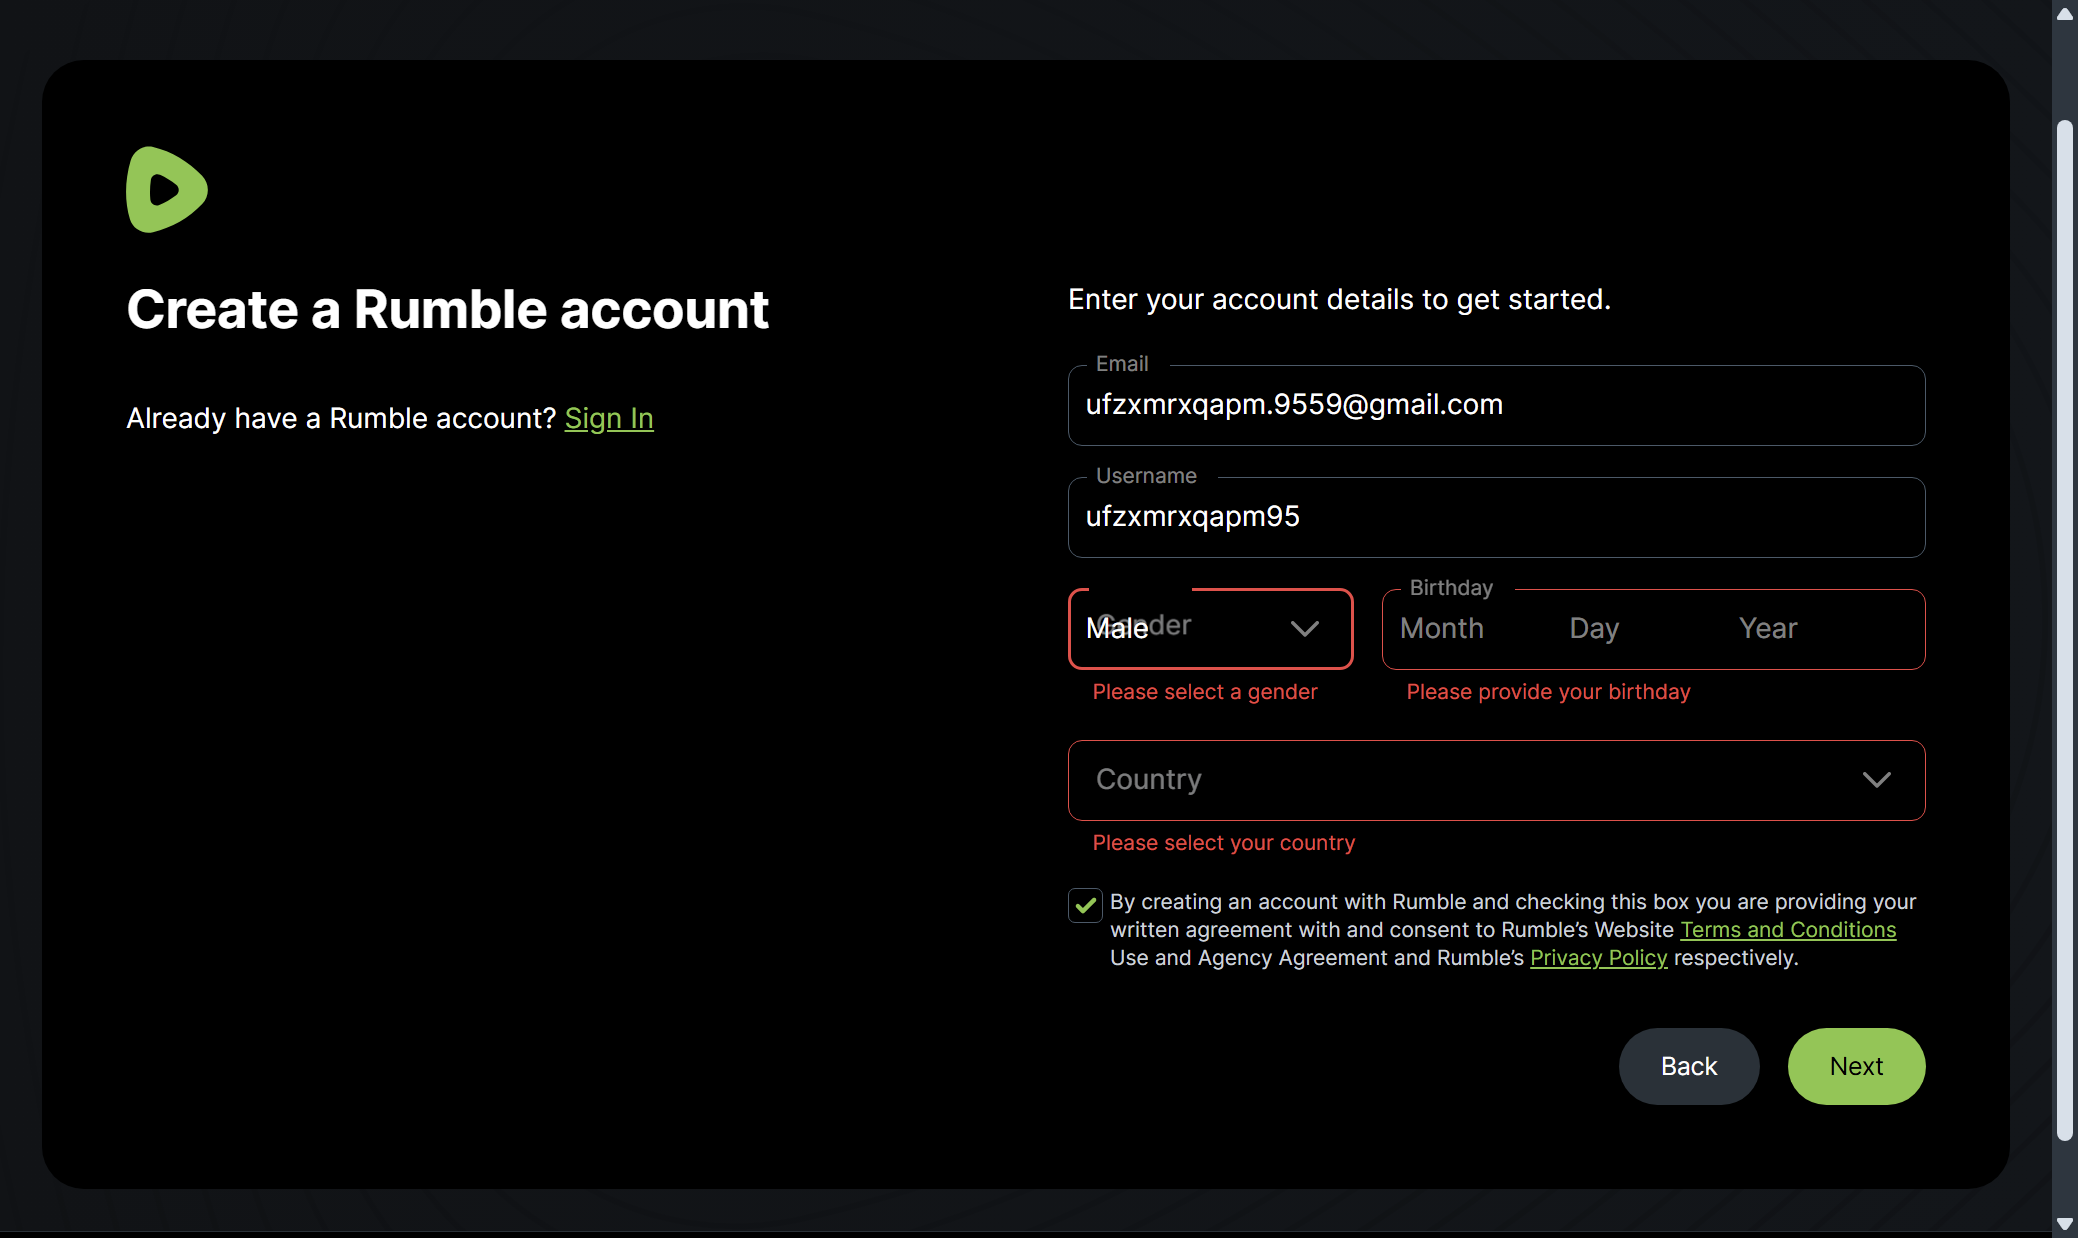 Create a Rumble account
Already have a Rumble account? Sign In
Enter your account details to get started.
Email
ufzxmrxqapm.9559@gmail.com
Username
ufzxmrxqapm95
Gender
Male
Please select a gender
Birthday
Month Day Year
Please provide your birthday
Country
Please select your country
By creating an account with Rumble and checking this box you are providing your
written agreement with and consent to Rumble’s Website Terms and Conditions
Use and Agency Agreement and Rumble’s Privacy Policy respectively.
Back
Next